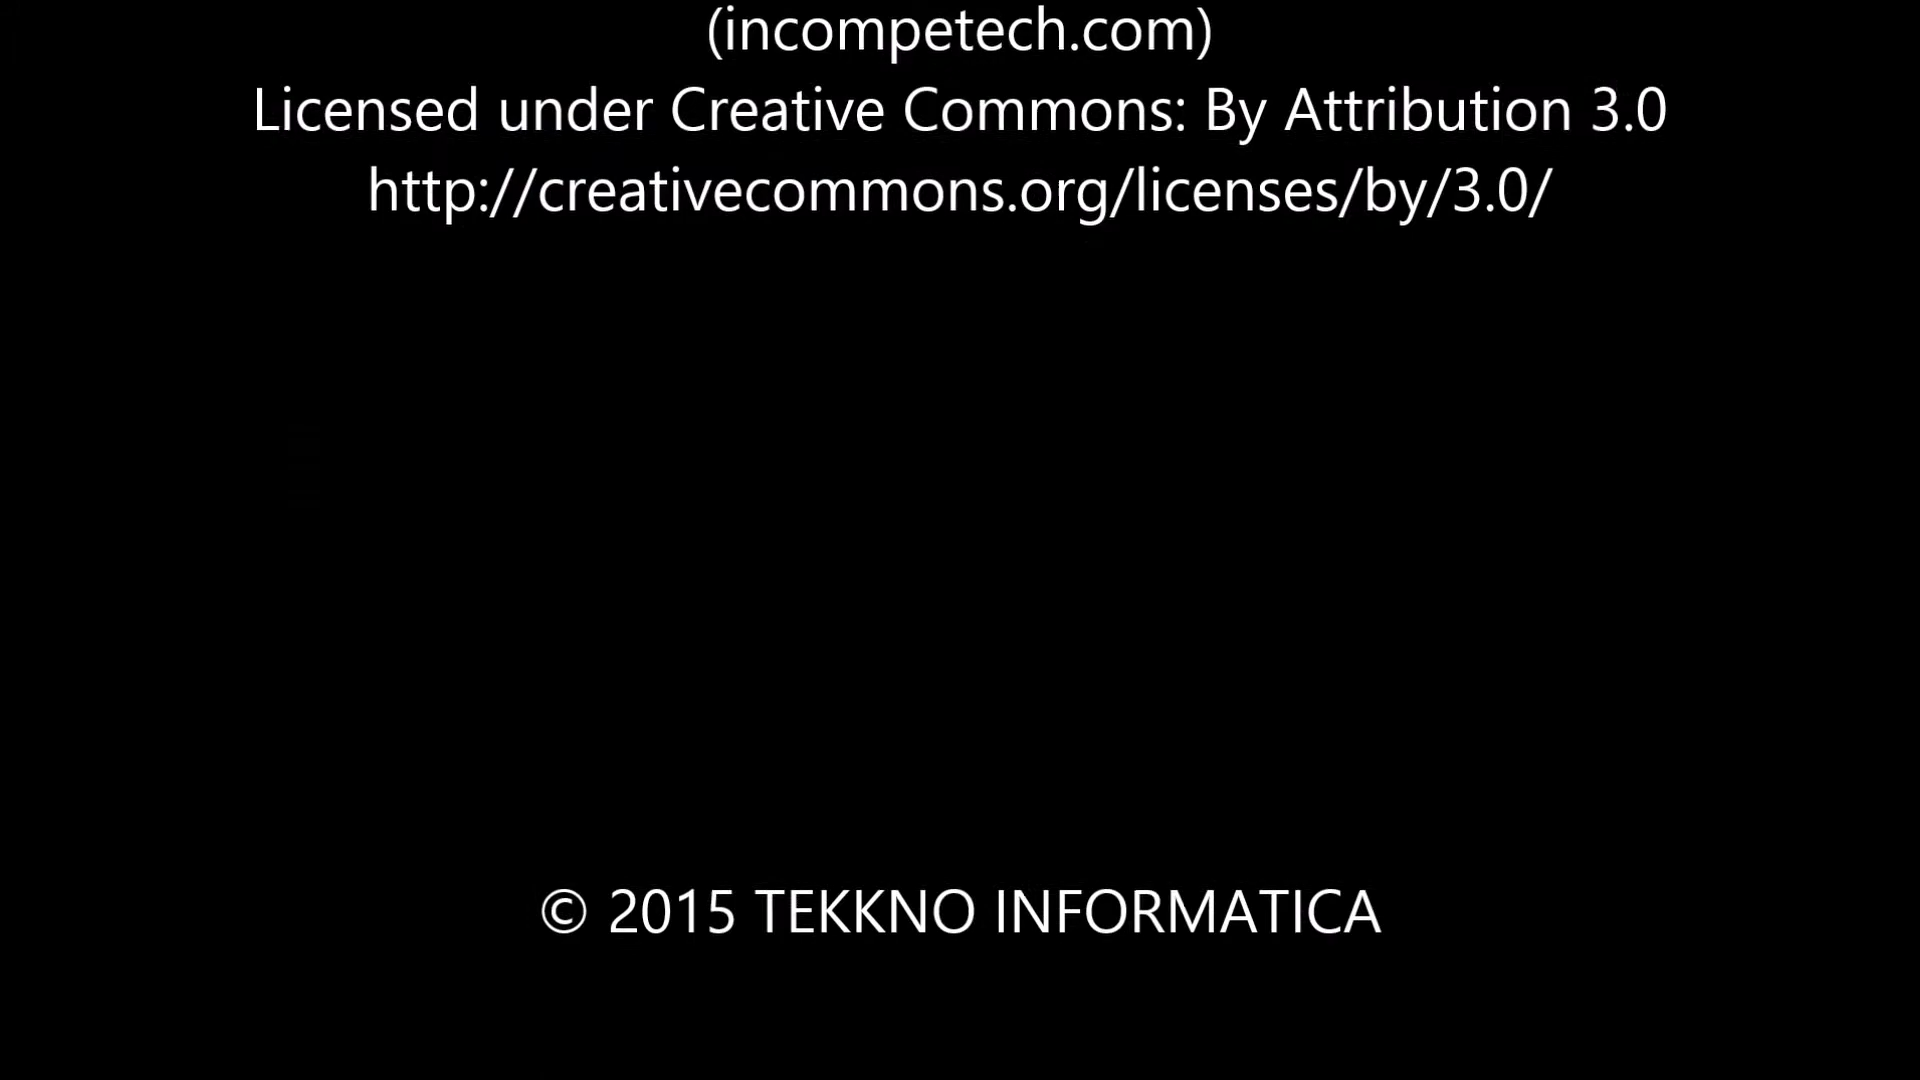 (incompetech.com)
Licensed under Creative Commons: By Attribution 3.0
http://creativecommons.org/licenses/by/3.0/
© 2015 TEKKNO INFORMATICA